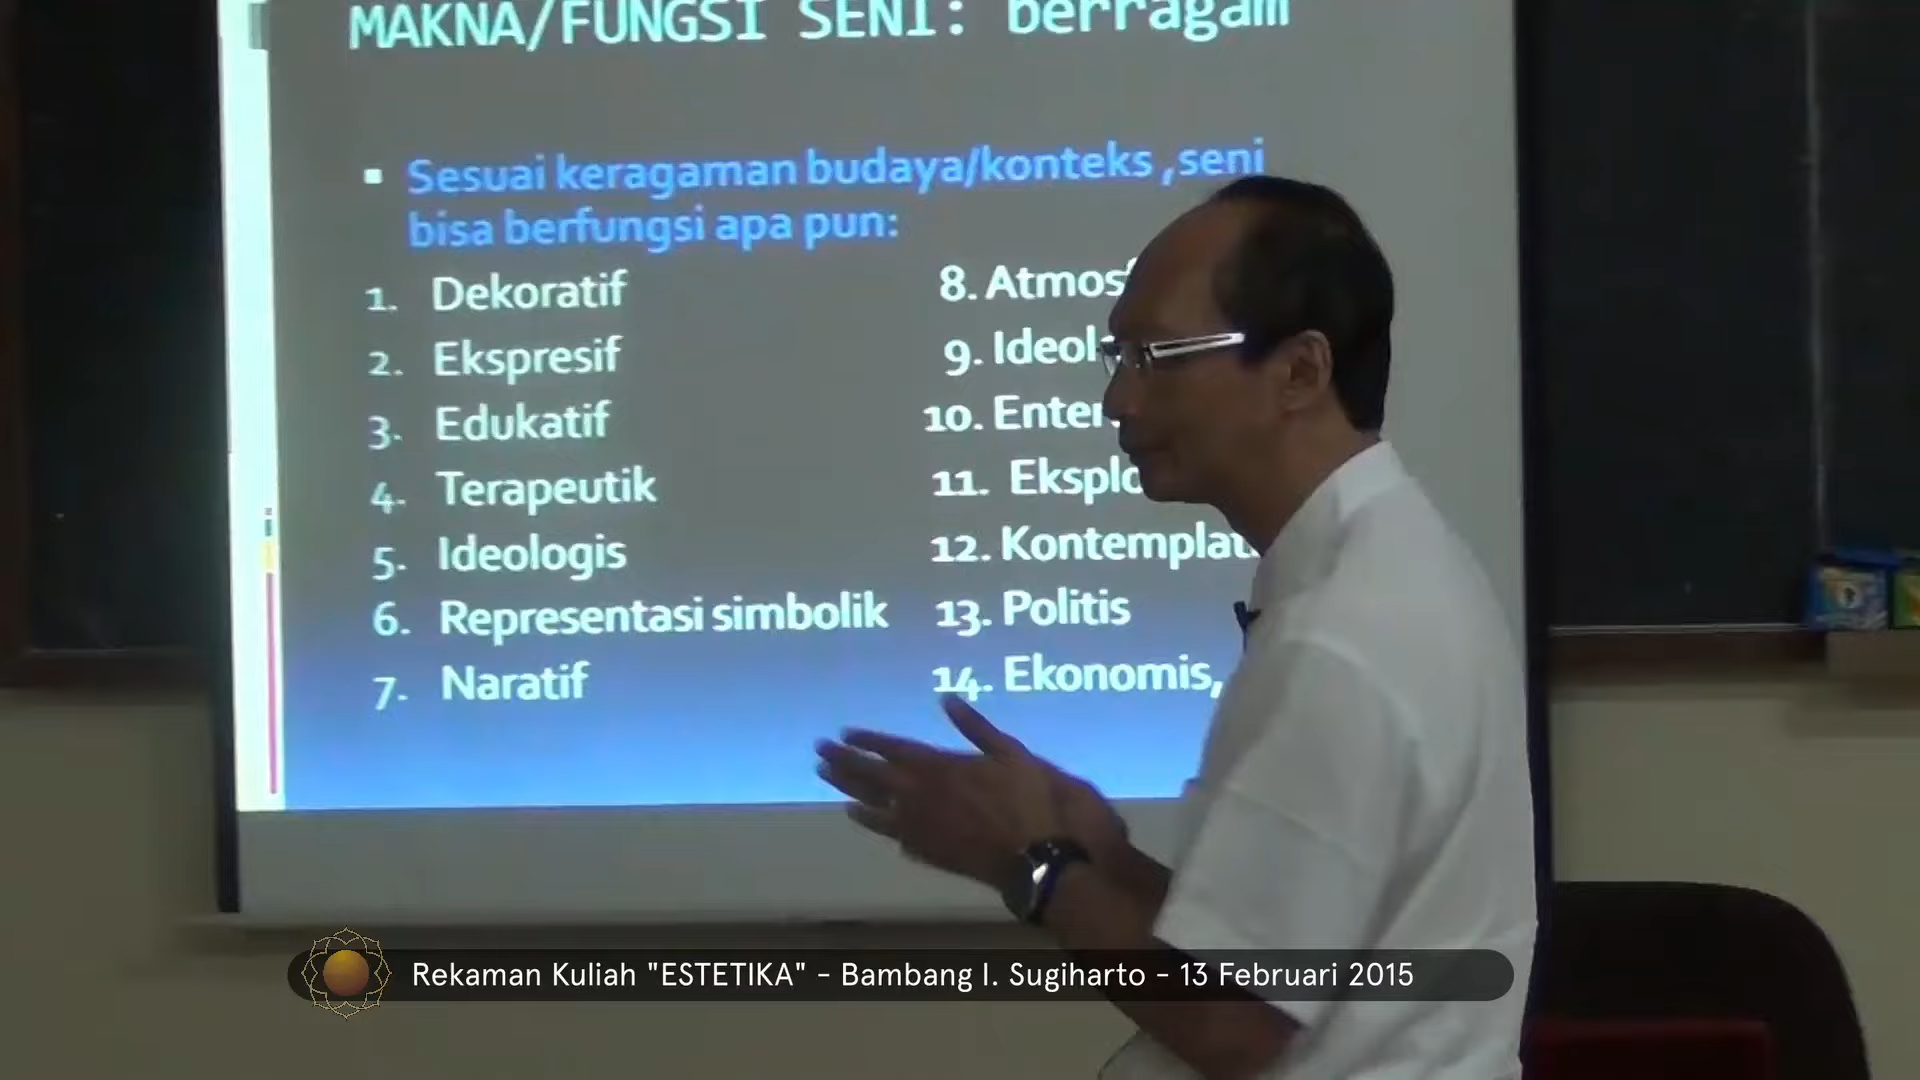 MAKNA/FUNGSI SENI: berragam
Sesuai keragaman budaya/konteks ,seni
bisa berfungsi apa pun:
1. Dekoratif
2. Ekspresif
3. Edukatif
4. Terapeutik
5. Ideologis
6. Representasi simbolik
7. Naratif
8.
9.
10.
11.
12.
13. Politis
14. Ekonomis,
Rekaman Kuliah "ESTETIKA" - Bambang I. Sugiharto - 13 Februari 2015